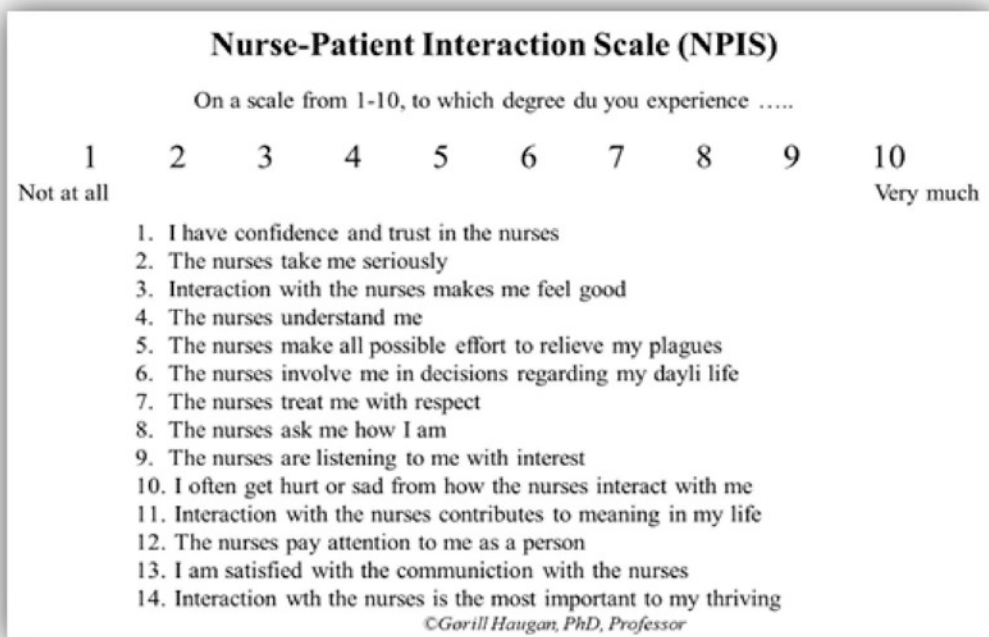 Nurse-Patient Interaction Scale (NPIS)
On a scale from 1-10, to which degree du you experience .....
1 2 3 4 5 6 7 8 9 10
Not at all Very much
1. I have confidence and trust in the nurses
2. The nurses take me seriously
3. Interaction with the nurses makes me feel good
4. The nurses understand me
5. The nurses make all possible effort to relieve my plagues
6. The nurses involve me in decisions regarding my dayli life
7. The nurses treat me with respect
8. The nurses ask me how I am
9. The nurses are listening to me with interest
10. I often get hurt or sad from how the nurses interact with me
11. Interaction with the nurses contributes to meaning in my life
12. The nurses pay attention to me as a person
13. I am satisfied with the communiction with the nurses
14. Interaction wth the nurses is the most important to my thriving
©Gørill Haugan, PhD, Professor